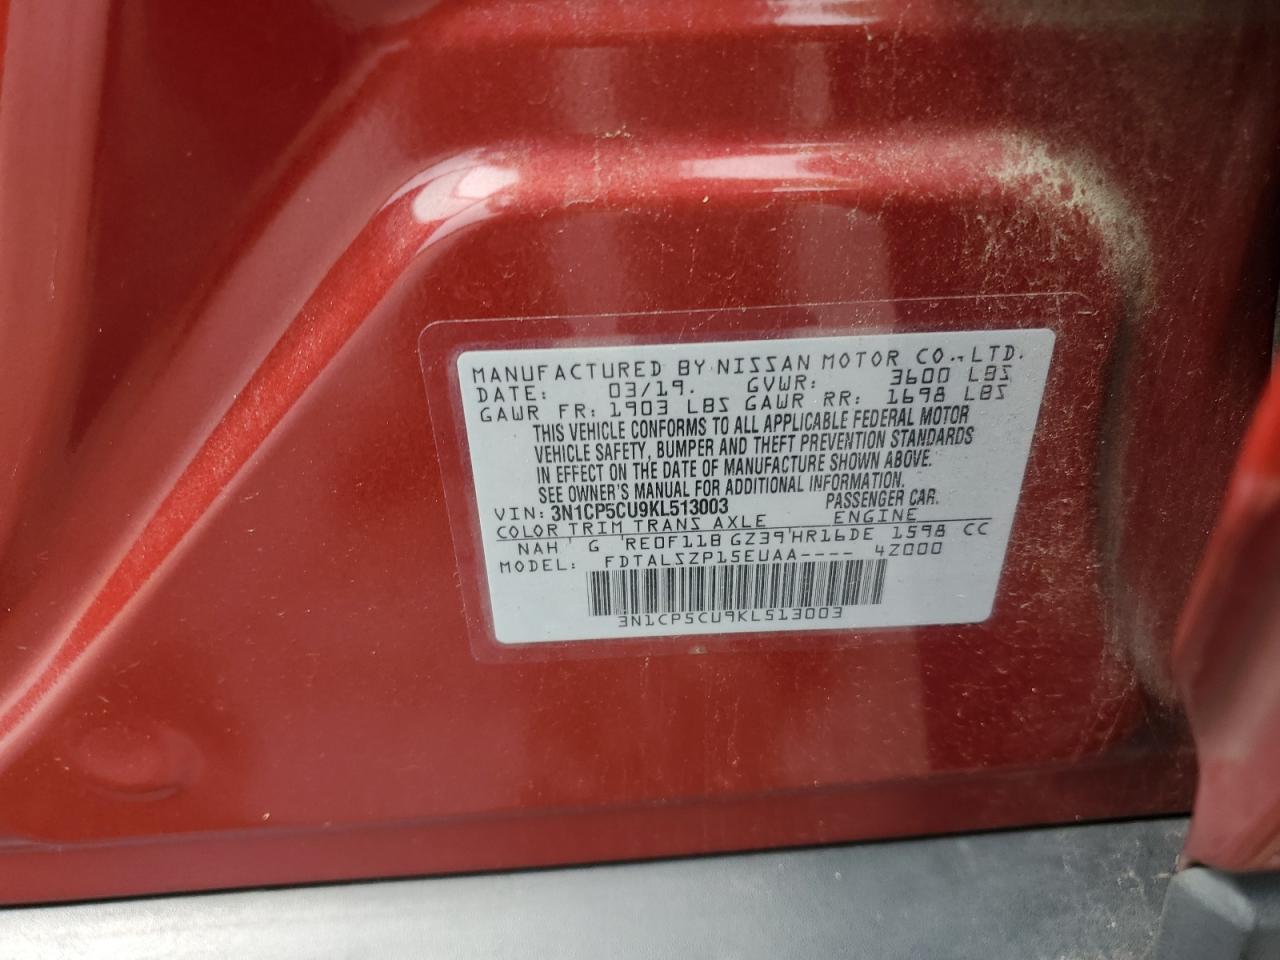 MANUFACTURED BY NISSAN MOTOR CO., LTD.
DATE: 03/19. GVWR: 3600 LBS
GAWR FR: 1903 LBS GAWR RR: 1698 LBS
THIS VEHICLE CONFORMS TO ALL APPLICABLE FEDERAL MOTOR
VEHICLE SAFETY, BUMPER AND THEFT PREVENTION STANDARDS
IN EFFECT ON THE DATE OF MANUFACTURE SHOWN ABOVE.
SEE OWNER'S MANUAL FOR ADDITIONAL INFORMATION.
VIN: 3N1CP5CU9KL513003 PASSENGER CAR.
COLOR TRIM TRANS AXLE ENGINE
NAH G RE0F11B GZ39 HR16DE 1598 CC
MODEL: FDTALSZP15EUAA---- 4Z000
3N1CP5CU9KL513003